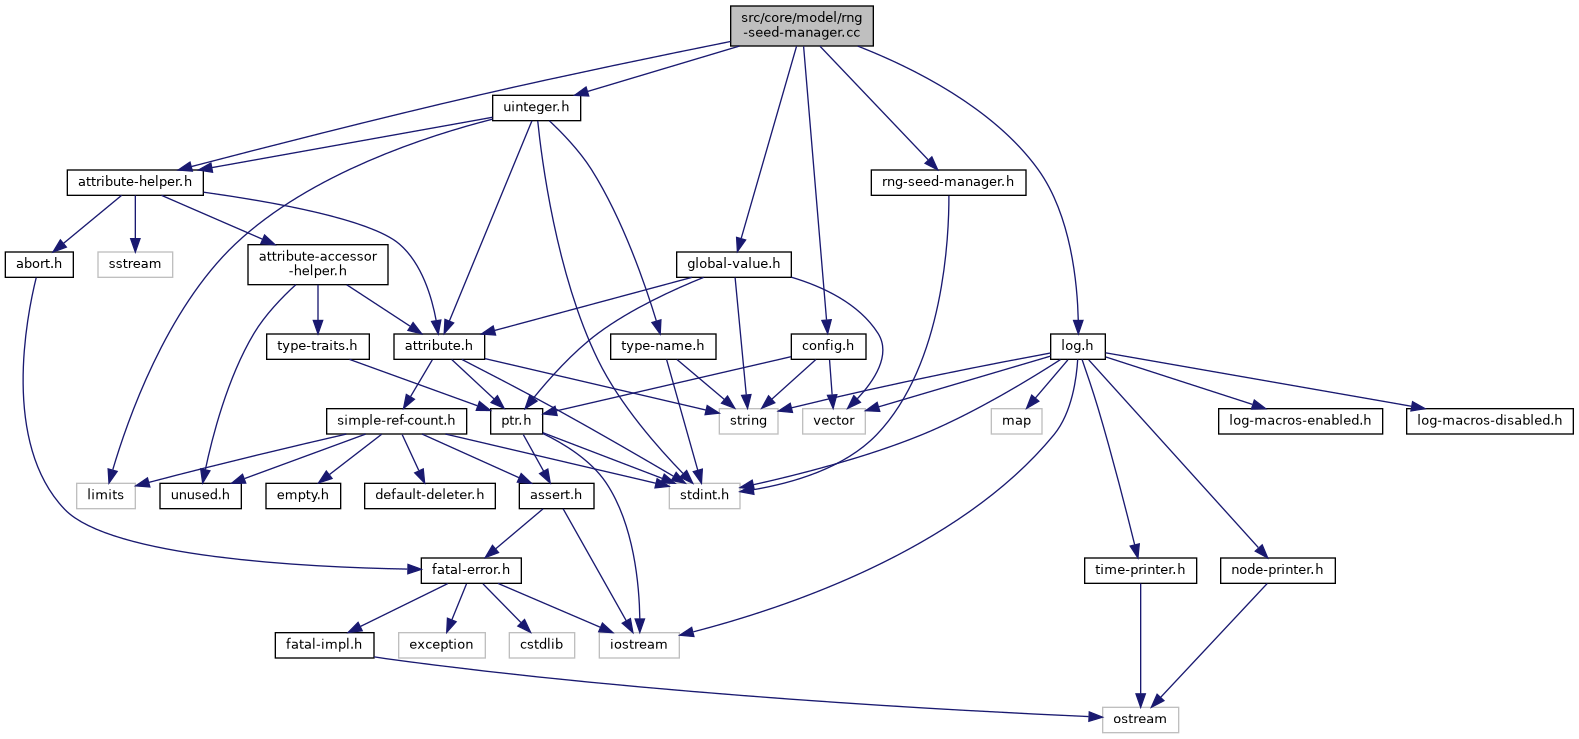 src/core/model/rng
-seed-manager.cc
uinteger.h
attribute-helper.h
rng-seed-manager.h
abort.h
sstream
attribute-accessor
-helper.h
global-value.h
type-traits.h
attribute.h
type-name.h
config.h
log.h
simple-ref-count.h
ptr.h
string
vector
map
log-macros-enabled.h
log-macros-disabled.h
limits
unused.h
empty.h
default-deleter.h
assert.h
stdint.h
fatal-error.h
time-printer.h
node-printer.h
fatal-impl.h
exception
cstdlib
iostream
ostream